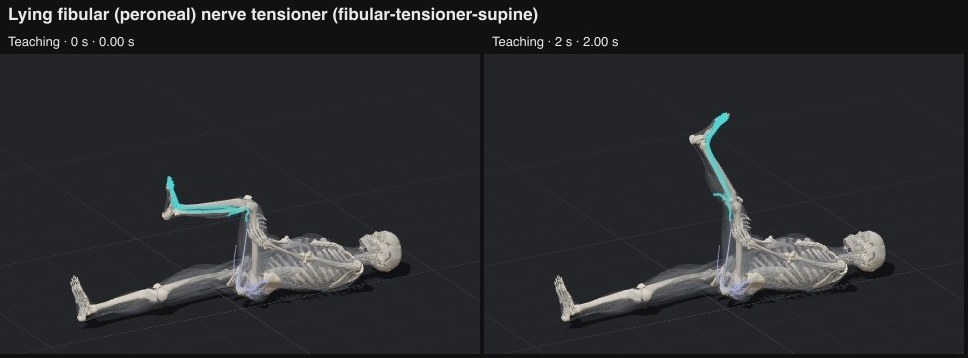 Lying fibular (peroneal) nerve tensioner (fibular-tensioner-supine)
Teaching · 0 s · 0.00 s
Teaching · 2 s · 2.00 s